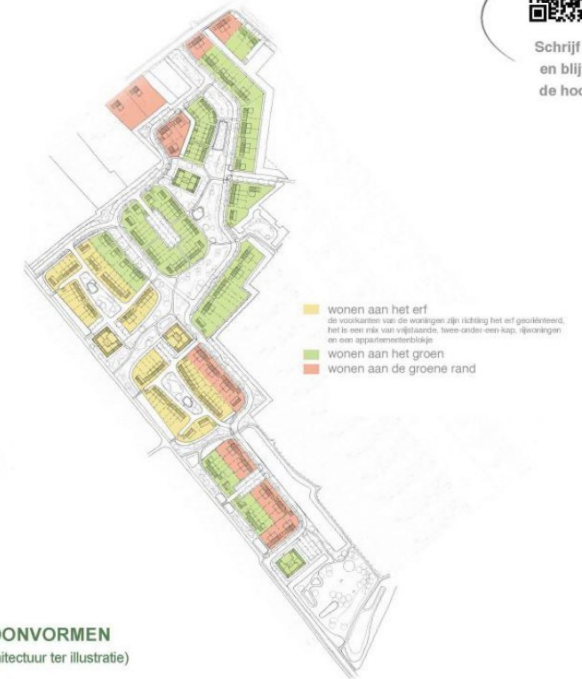 Schrijf
en blij
de hoo
wonen aan het erf
de voorkanten van de woningen zijn richting het erf georiënteerd,
het is een mix van vrijstaande, twee-onder-een-kap, rijwoningen
en een appartementenblokje
wonen aan het groen
wonen aan de groene rand
OONVORMEN
itectuur ter illustratie)